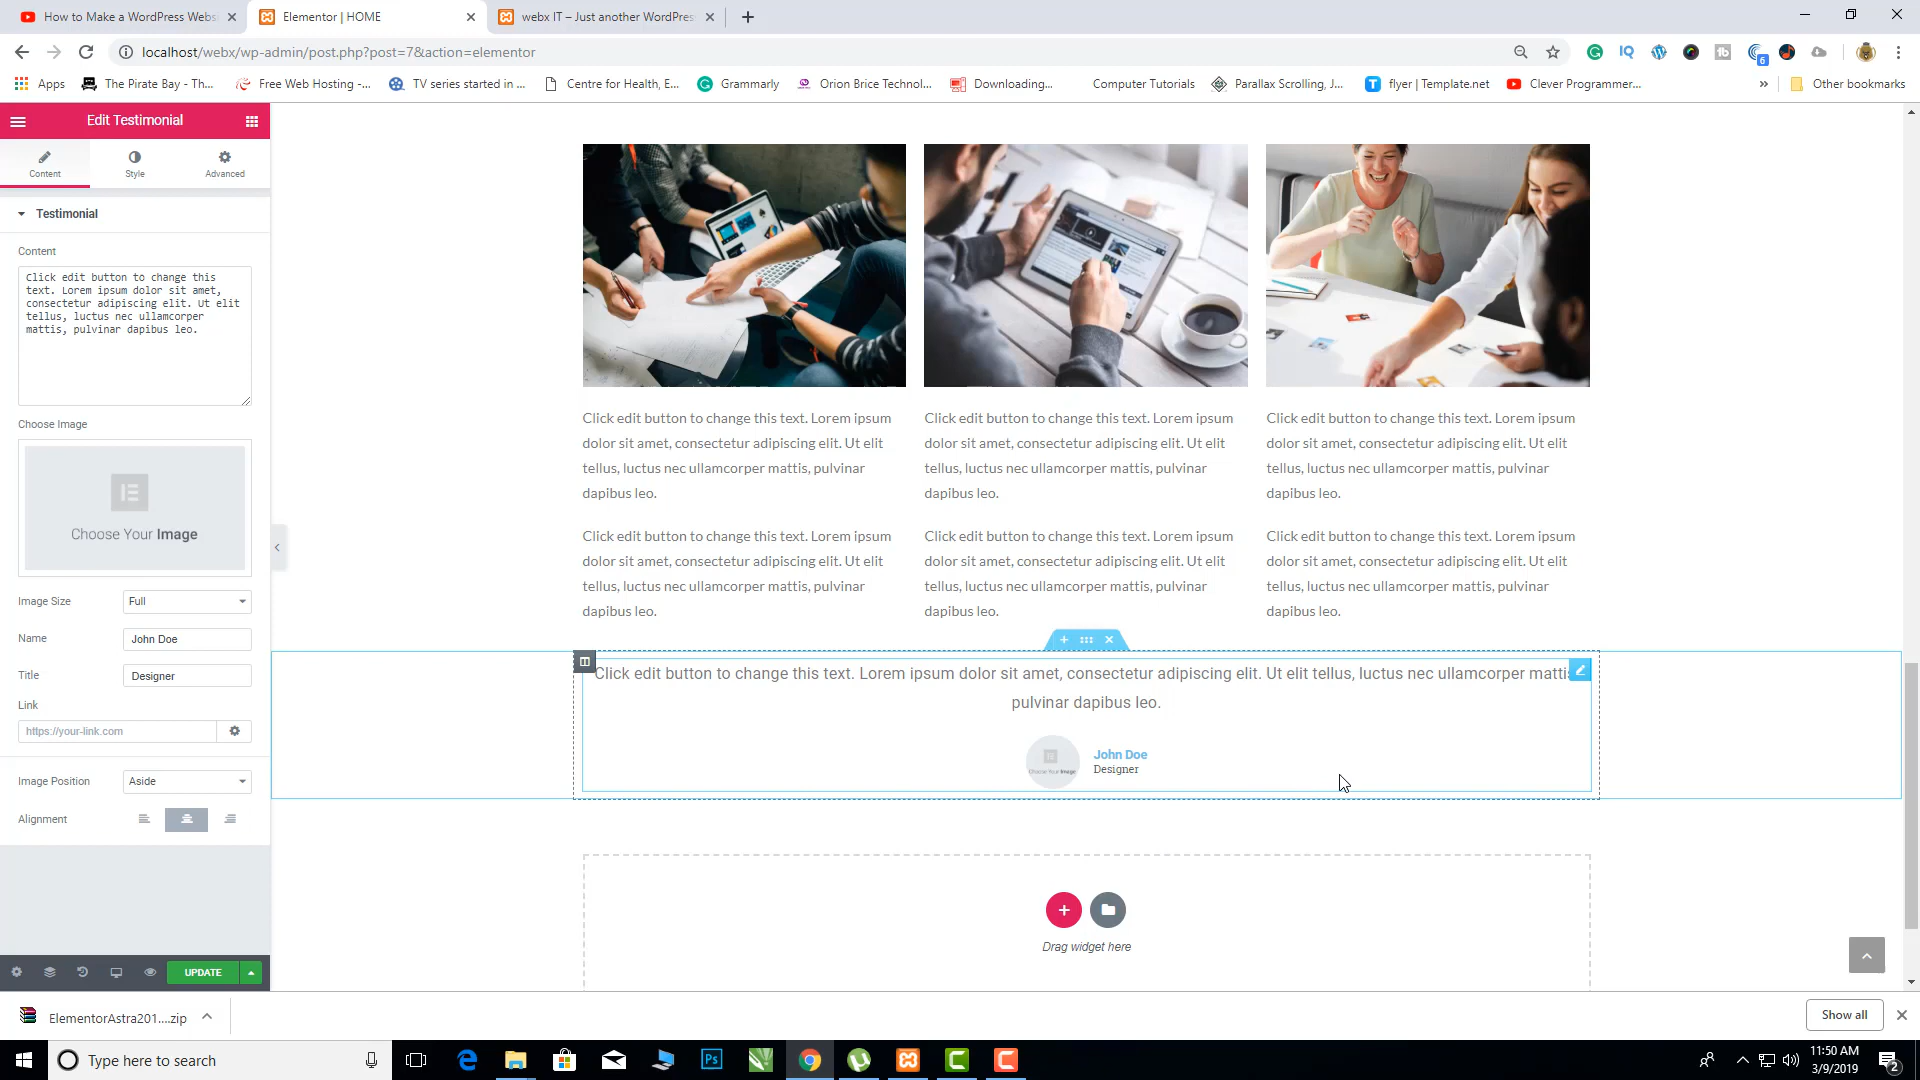 How to Make a WordPress Webs
Elementor | HOME
webx IT – Just another WordPres
localhost/webx/wp-admin/post.php?post=7&action=elementor
6
Apps
The Pirate Bay - Th...
Free Web Hosting -...
TV series started in ...
Centre for Health, E...
Grammarly
Orion Brice Technol...
Downloading...
Computer Tutorials
Parallax Scrolling, J...
flyer | Template.net
Clever Programmer...
»
Other bookmarks
Edit Testimonial
Content
Style
Advanced
Testimonial
Content
Click edit button to change this
text. Lorem ipsum dolor sit amet,
consectetur adipiscing elit. Ut elit
tellus, luctus nec ullamcorper
mattis, pulvinar dapibus leo.
Choose Image
Choose Your Image
Image Size
Full
Name
John Doe
Title
Designer
Link
https://your-link.com
Image Position
Aside
Alignment
UPDATE
Click edit button to change this text. Lorem ipsum
dolor sit amet, consectetur adipiscing elit. Ut elit
tellus, luctus nec ullamcorper mattis, pulvinar
dapibus leo.
Click edit button to change this text. Lorem ipsum
dolor sit amet, consectetur adipiscing elit. Ut elit
tellus, luctus nec ullamcorper mattis, pulvinar
dapibus leo.
Click edit button to change this text. Lorem ipsum
dolor sit amet, consectetur adipiscing elit. Ut elit
tellus, luctus nec ullamcorper mattis, pulvinar
dapibus leo.
Click edit button to change this text. Lorem ipsum
dolor sit amet, consectetur adipiscing elit. Ut elit
tellus, luctus nec ullamcorper mattis, pulvinar
dapibus leo.
Click edit button to change this text. Lorem ipsum
dolor sit amet, consectetur adipiscing elit. Ut elit
tellus, luctus nec ullamcorper mattis, pulvinar
dapibus leo.
Click edit button to change this text. Lorem ipsum
dolor sit amet, consectetur adipiscing elit. Ut elit
tellus, luctus nec ullamcorper mattis, pulvinar
dapibus leo.
Click edit button to change this text. Lorem ipsum dolor sit amet, consectetur adipiscing elit. Ut elit tellus, luctus nec ullamcorper matti
pulvinar dapibus leo.
Choose Your Image
John Doe
Designer
Drag widget here
ElementorAstra201....zip
Show all
Type here to search
Ps
11:50 AM
3/9/2019
2